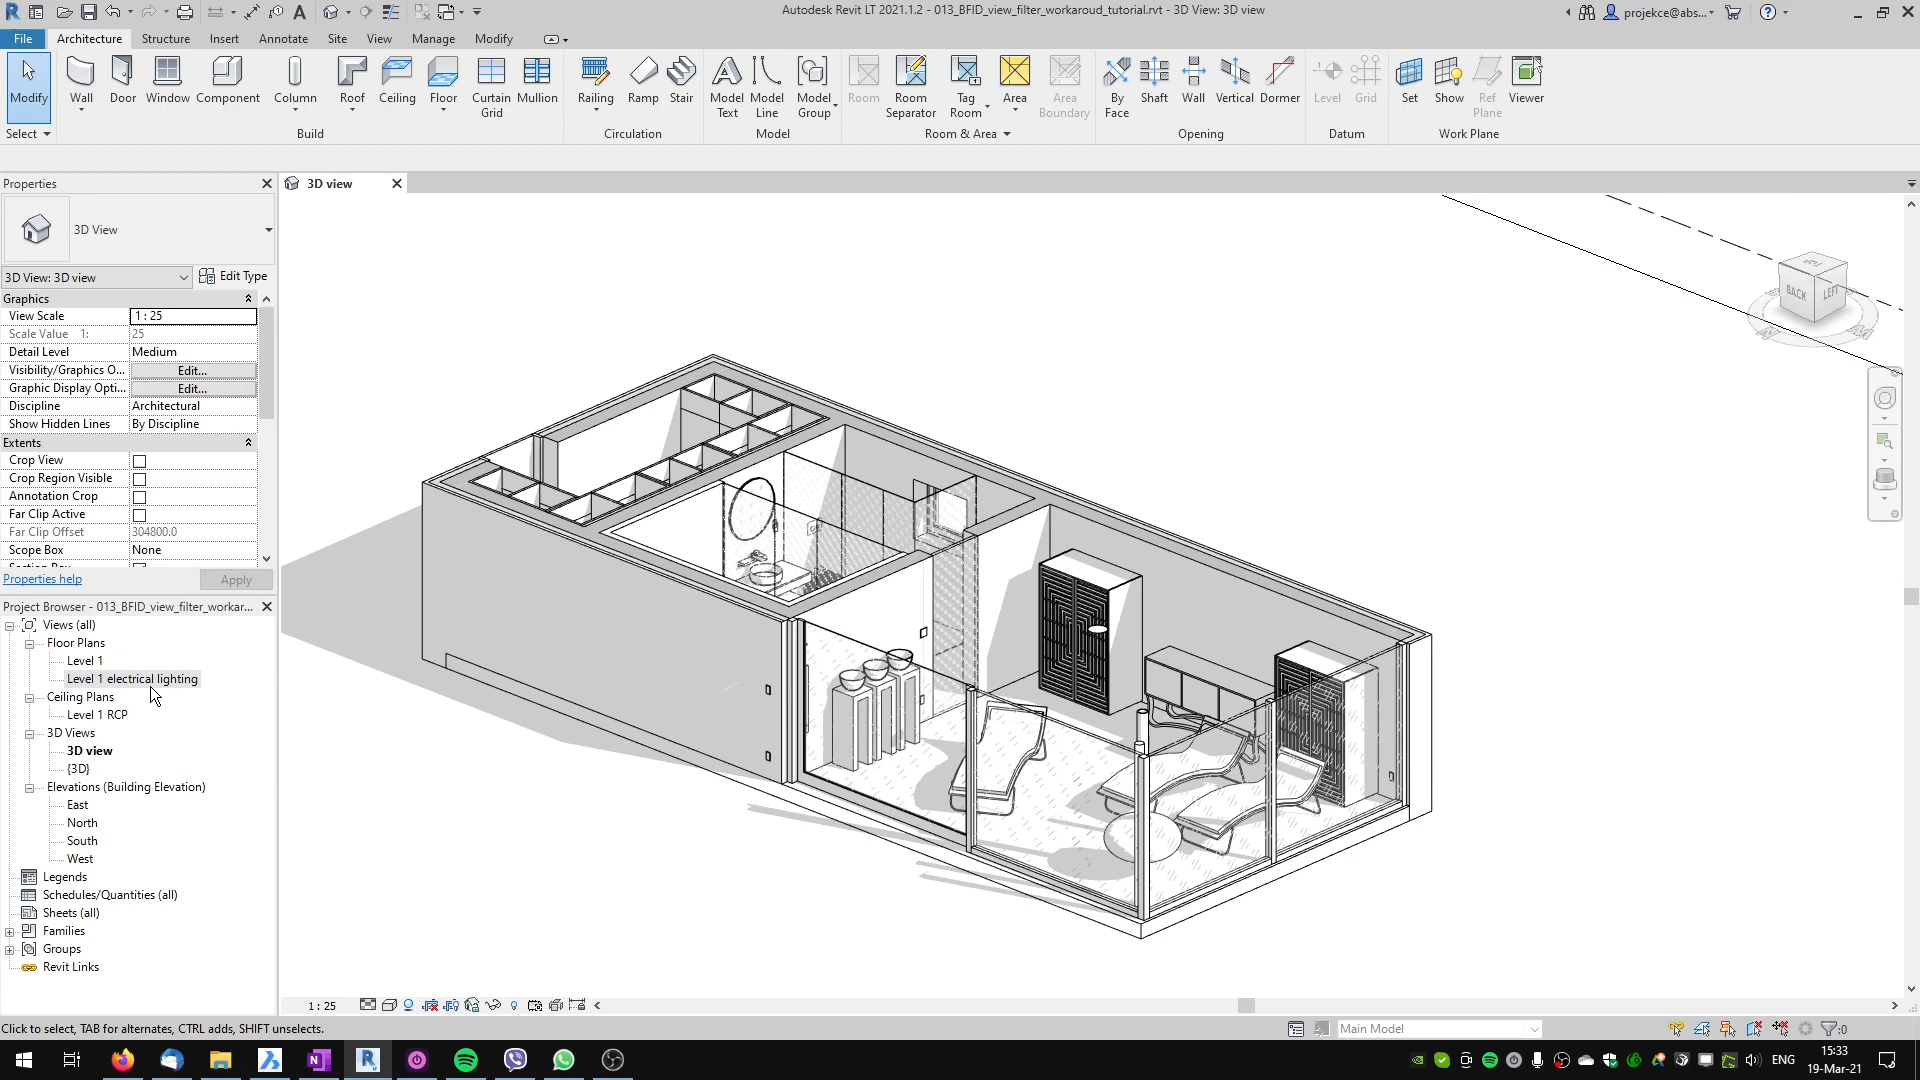 Autodesk Revit LT 2021.1.2 - 013_BFID_view_filter_workaroud_tutorial.rvt - 3D View: 3D view
projekce@abs...
File
Architecture
Structure
Insert
Annotate
Site
View
Manage
Modify
Modify
Wall
Door
Window
Component
Column
Roof
Ceiling
Floor
Curtain Grid
Mullion
Railing
Ramp
Stair
Model Text
Model Line
Model Group
Room
Room Separator
Tag Room
Area
Area Boundary
By Face
Shaft
Wall
Vertical
Dormer
Level
Grid
Set
Show
Ref Plane
Viewer
Select
Build
Circulation
Model
Room & Area
Opening
Datum
Work Plane
Properties
3D view
3D View
3D View: 3D view
Edit Type
Graphics
View Scale
1 : 25
Scale Value 1:
25
Detail Level
Medium
Visibility/Graphics O...
Edit...
Graphic Display Opti...
Edit...
Discipline
Architectural
Show Hidden Lines
By Discipline
Extents
Crop View
Crop Region Visible
Annotation Crop
Far Clip Active
Far Clip Offset
304800.0
Scope Box
None
Properties help
Apply
Project Browser - 013_BFID_view_filter_workar...
Views (all)
Floor Plans
Level 1
Level 1 electrical lighting
Ceiling Plans
Level 1 RCP
3D Views
3D view
{3D}
Elevations (Building Elevation)
East
North
South
West
Legends
Schedules/Quantities (all)
Sheets (all)
Families
Groups
Revit Links
BACK
LEFT
1 : 25
Click to select, TAB for alternates, CTRL adds, SHIFT unselects.
Main Model
:0
ENG
15:33
19-Mar-21